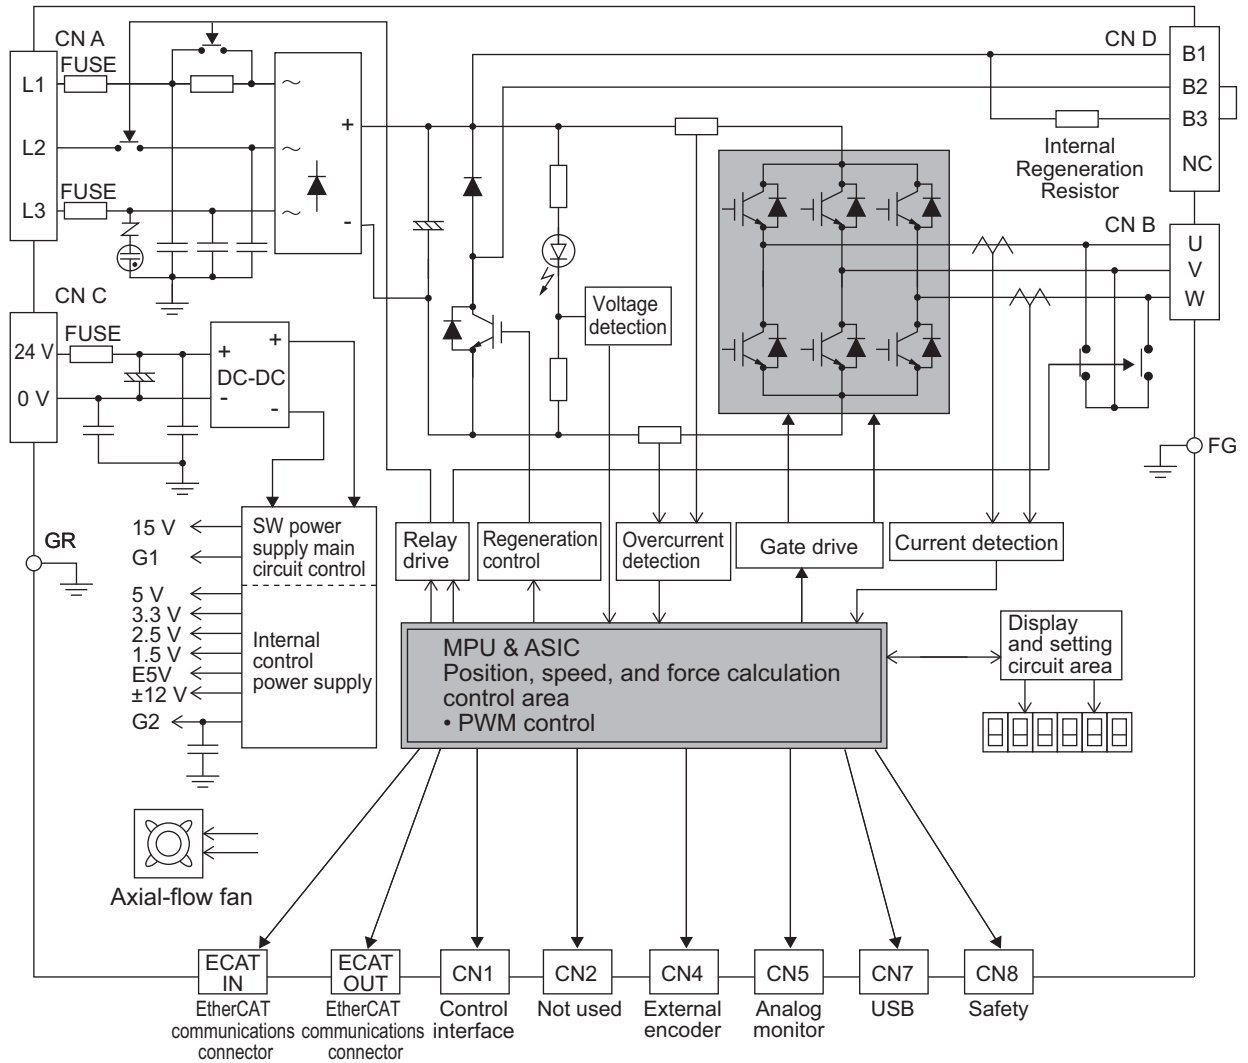 CN A
FUSE
L1
L2
FUSE
L3
~
~
~
+
-
CN D
B1
B2
B3
NC
Internal
Regeneration
Resistor
CN B
U
V
W
CN C
FUSE
24 V
0 V
+
+
DC-DC
-
-
Voltage
detection
FG
GR
15 V
G1
5 V
3.3 V
2.5 V
1.5 V
E5V
±12 V
G2
SW power
supply main
circuit control
Internal
control
power supply
Relay
drive
Regeneration
control
Overcurrent
detection
Gate drive
Current detection
MPU & ASIC
Position, speed, and force calculation
control area
• PWM control
Display
and setting
circuit area
Axial-flow fan
ECAT
IN
EtherCAT
communications
connector
ECAT
OUT
EtherCAT
communications
connector
CN1
Control
interface
CN2
Not used
CN4
External
encoder
CN5
Analog
monitor
CN7
USB
CN8
Safety